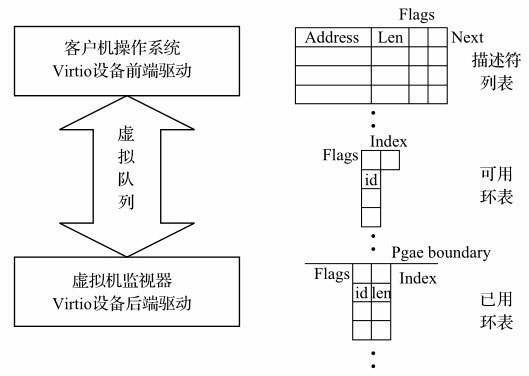 客户机操作系统
Virtio设备前端驱动
虚
拟
队
列
虚拟机监视器
Virtio设备后端驱动
Flags
Address Len Next
描述符
列表
Index
Flags
id
可用
环表
Pgae boundary
Flags Index
id len
已用
环表